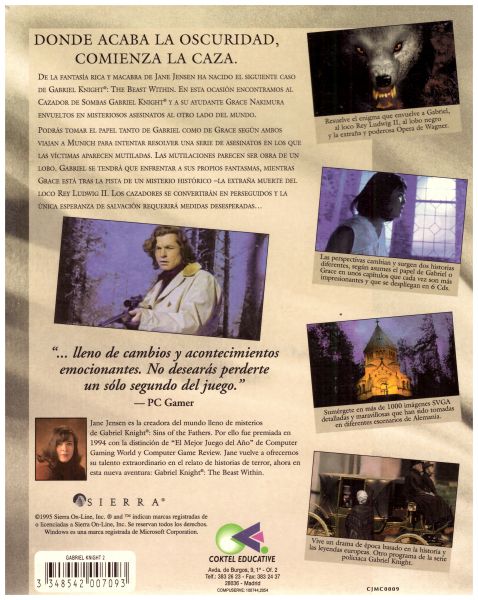 DONDE ACABA LA OSCURIDAD,
COMIENZA LA CAZA.
DE LA FANTASÍA RICA Y MACABRA DE JANE JENSEN HA NACIDO EL SIGUIENTE CASO
DE GABRIEL KNIGHT®: THE BEAST WITHIN. EN ESTA OCASIÓN ENCONTRAMOS AL
CAZADOR DE SOMBAS GABRIEL KNIGHT® Y A SU AYUDANTE GRACE NAKIMURA
ENVUELTOS EN MISTERIOSOS ASESINATOS AL OTRO LADO DEL MUNDO.
PODRÁS TOMAR EL PAPEL TANTO DE GABRIEL COMO DE GRACE SEGÚN AMBOS
VIAJAN A MUNICH PARA INTENTAR RESOLVER UNA SERIE DE ASESINATOS EN LOS QUE
LAS VÍCTIMAS APARECEN MUTILADAS. LAS MUTILACIONES PARECEN SER OBRA DE UN
LOBO. GABRIEL SE TENDRÁ QUE ENFRENTAR A SUS PROPIOS FANTASMAS, MIENTRAS
GRACE ESTÁ TRAS LA PISTA DE UN MISTERIO HISTÓRICO –LA EXTRAÑA MUERTE DEL
LOCO REY LUDWIG II. LOS CAZADORES SE CONVERTIRÁN EN PERSEGUIDOS Y LA
ÚNICA ESPERANZA DE SALVACIÓN REQUERIRÁ MEDIDAS DESESPERADAS...
Resuelve el enigma que envuelve a Gabriel,
al loco Rey Ludwig II, al lobo negro
y la extraña y poderosa Opera de Wagner.
Las perspectivas cambian y surgen dos historias
diferentes, según asumes el papel de Gabriel o
Grace en unos capítulos que cada vez son más
impresionantes y que se despliegan en 6 Cds.
"... lleno de cambios y acontecimientos
emocionantes. No desearás perderte
un sólo segundo del juego."
— PC Gamer
Sumérgete en más de 1000 imágenes SVGA
detalladas y maravillosas que han sido tomadas
en diferentes escenarios de Alemania.
Jane Jensen es la creadora del mundo lleno de misterios
de Gabriel Knight®: Sins of the Fathers. Por ello fue premiada en
1994 con la distinción de "El Mejor Juego del Año" de Computer
Gaming World y Computer Game Review. Jane vuelve a ofrecernos
su talento extraordinario en el relato de historias de terror, ahora en
esta nueva aventura: Gabriel Knight®: The Beast Within.
SIERRA®
©1995 Sierra On-Line, Inc. ® and ™ indican marcas registradas de
o licenciadas a Sierra On-Line, Inc. Se reservan todos los derechos.
Windows es una marca registrada de Microsoft Corporation.
Vive un drama de época basado en la historia y
las leyendas europeas. Otro programa de la serie
policiaca Gabriel Knight.
GABRIEL KNIGHT 2
3 348542 007093
COKTEL EDUCATIVE
Avda. de Burgos, 9, 1º - Of. 2
Telf.: 383 26 23 - Fax: 383 24 37
28036 - Madrid
COMPUSERVE: 100744,2854
CJMC0009